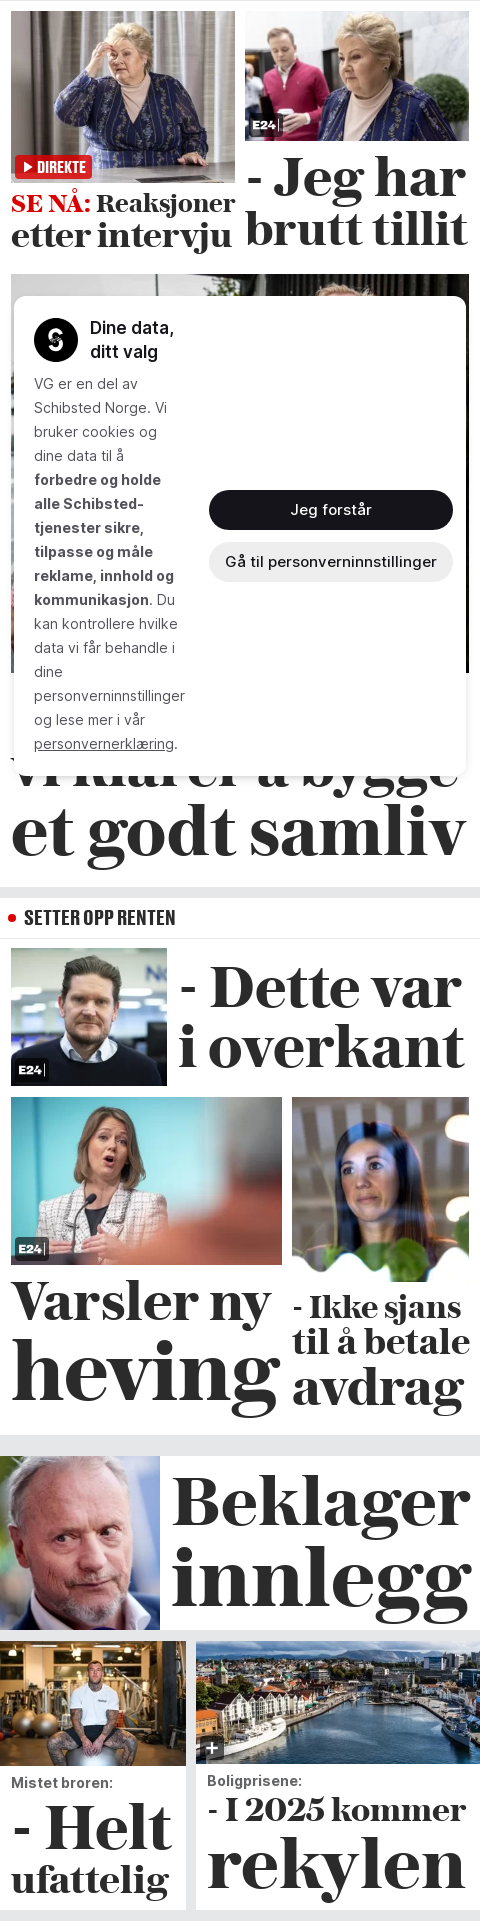 DIREKTE
SE NÅ: Reaksjoner
etter intervju
E24
- Jeg har
brutt tillit
Dine data,
ditt valg
VG er en del av
Schibsted Norge. Vi
bruker cookies og
dine data til å
forbedre og holde
alle Schibsted-
tjenester sikre,
tilpasse og måle
reklame, innhold og
kommunikasjon. Du
kan kontrollere hvilke
data vi får behandle i
dine
personverninnstillinger
og lese mer i vår
personvernerklæring.
Jeg forstår
Gå til personverninnstillinger
Vi klarer å bygge
et godt samliv
SETTER OPP RENTEN
E24
- Dette var
i overkant
E24
Varsler ny
heving
- Ikke sjans
til å betale
avdrag
Beklager
innlegg
Mistet broren:
- Helt
ufattelig
Boligprisene:
- I 2025 kommer
rekylen